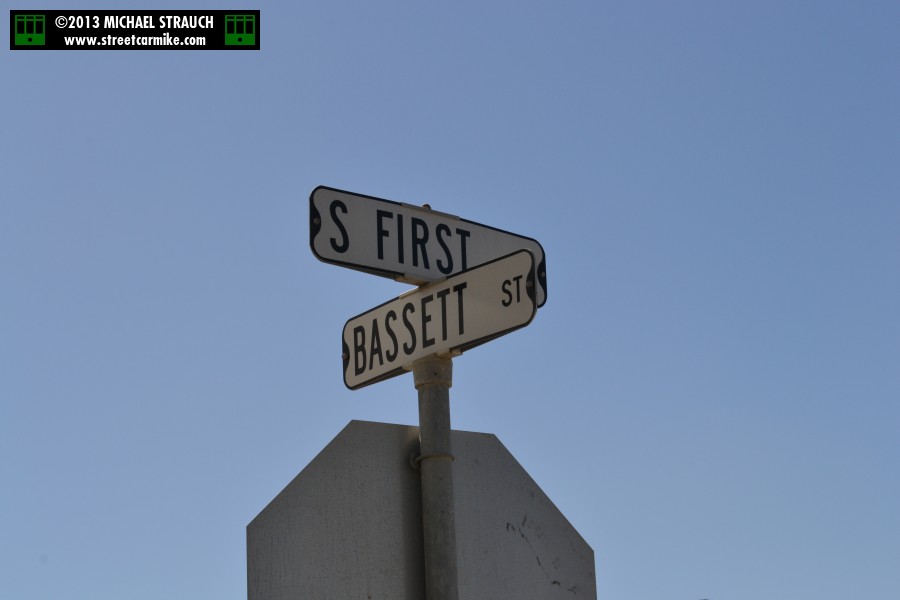 ©2013 MICHAEL STRAUCH
www.streetcarmike.com
S FIRST
BASSETT ST